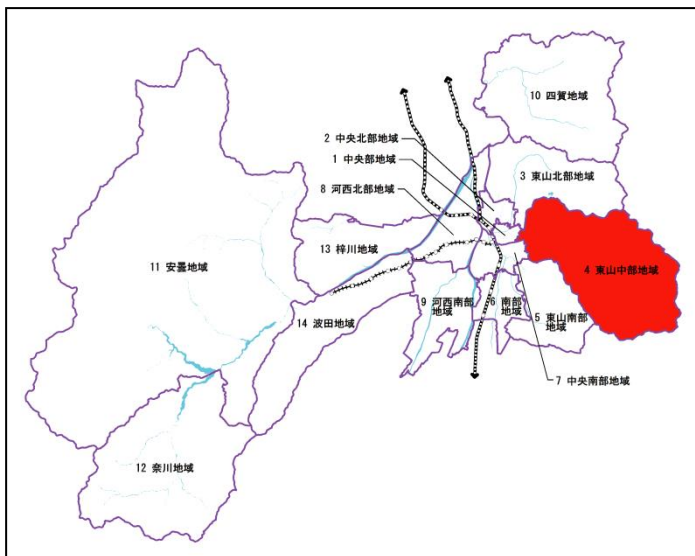 10 四賀地域
2 中央北部地域
1 中央部地域
3 東山北部地域
8 河西北部地域
13 梓川地域
11 安曇地域
4 東山中部地域
9 河西南部
地域
6 南部
地域
14 波田地域
5 東山南部
地域
7 中央南部地域
12 奈川地域